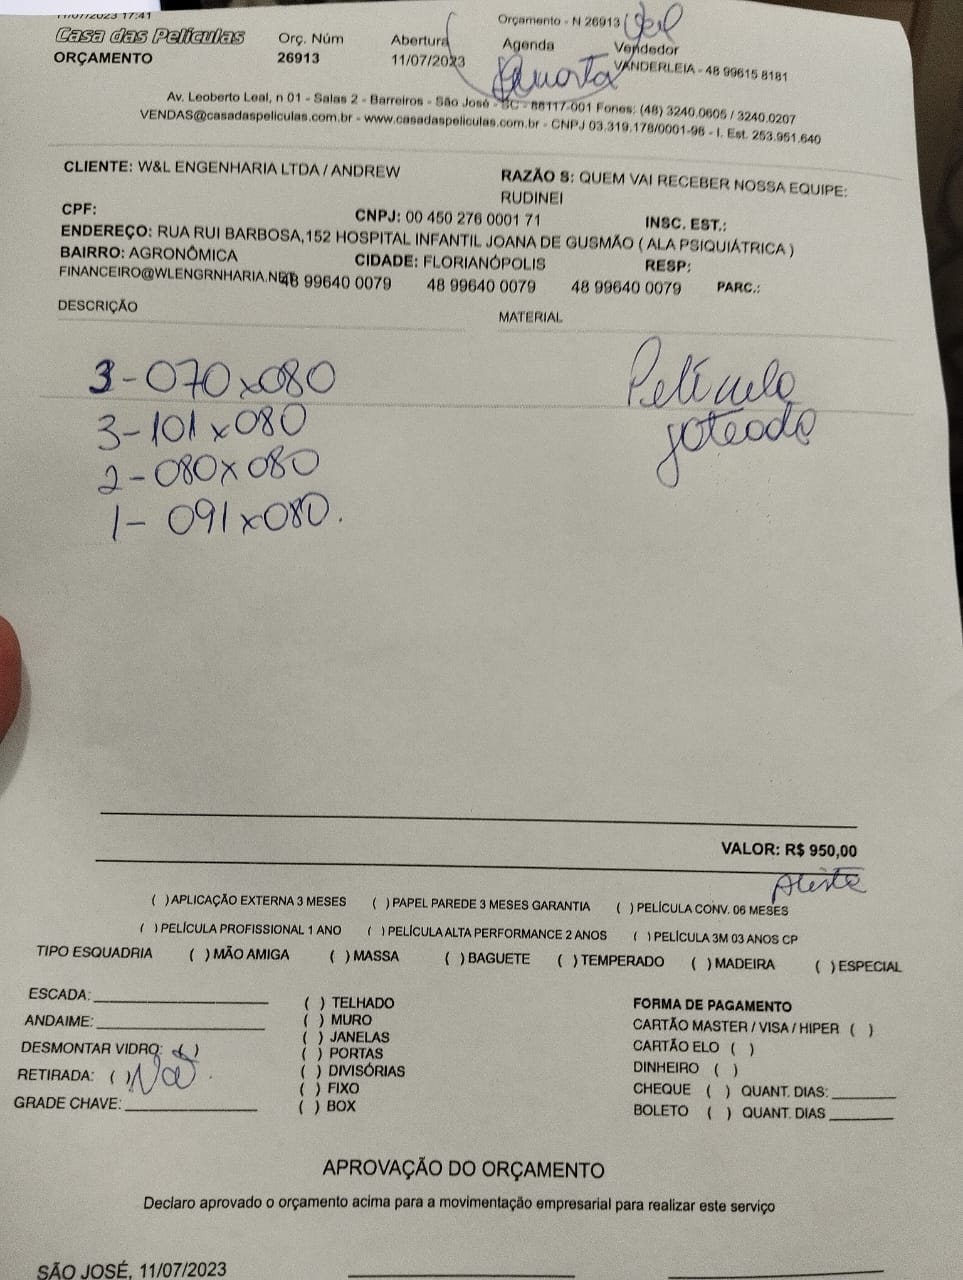 11/07/2023 17:41
Orçamento - N 26913
Casa das Películas Orç. Núm Abertura Agenda Vendedor
ORÇAMENTO 26913 11/07/2023 VANDERLEIA - 48 99615 8181
Quarta
Av. Leoberto Leal, n 01 - Salas 2 - Barreiros - São José - SC - 88117-001 Fones: (48) 3240.0605 / 3240.0207
VENDAS@casadaspeliculas.com.br - www.casadaspeliculas.com.br - CNPJ 03.319.178/0001-96 - I. Est. 253.951.640
CLIENTE: W&L ENGENHARIA LTDA / ANDREW RAZÃO S: QUEM VAI RECEBER NOSSA EQUIPE:
RUDINEI
CPF: CNPJ: 00 450 276 0001 71 INSC. EST.:
ENDEREÇO: RUA RUI BARBOSA,152 HOSPITAL INFANTIL JOANA DE GUSMÃO ( ALA PSIQUIÁTRICA )
BAIRRO: AGRONÔMICA CIDADE: FLORIANÓPOLIS RESP:
FINANCEIRO@WLENGRNHARIA.NET 48 99640 0079 48 99640 0079 48 99640 0079 PARC.:
DESCRIÇÃO MATERIAL
3-070x080 Película
3-101x080 joteado
2-080x080
1-091x080.
VALOR: R$ 950,00
( ) APLICAÇÃO EXTERNA 3 MESES ( ) PAPEL PAREDE 3 MESES GARANTIA ( ) PELÍCULA CONV. 06 MESES
( ) PELÍCULA PROFISSIONAL 1 ANO ( ) PELÍCULA ALTA PERFORMANCE 2 ANOS ( ) PELÍCULA 3M 03 ANOS CP
TIPO ESQUADRIA ( ) MÃO AMIGA ( ) MASSA ( ) BAGUETE ( ) TEMPERADO ( ) MADEIRA ( ) ESPECIAL
ESCADA: ( ) TELHADO FORMA DE PAGAMENTO
ANDAIME: ( ) MURO CARTÃO MASTER / VISA / HIPER ( )
( ) JANELAS CARTÃO ELO ( )
DESMONTAR VIDRO: ( ) ( ) PORTAS DINHEIRO ( )
RETIRADA: ( ) Não. ( ) DIVISÓRIAS CHEQUE ( ) QUANT. DIAS:
( ) FIXO BOLETO ( ) QUANT. DIAS
GRADE CHAVE: ( ) BOX
APROVAÇÃO DO ORÇAMENTO
Declaro aprovado o orçamento acima para a movimentação empresarial para realizar este serviço
SÃO JOSÉ, 11/07/2023